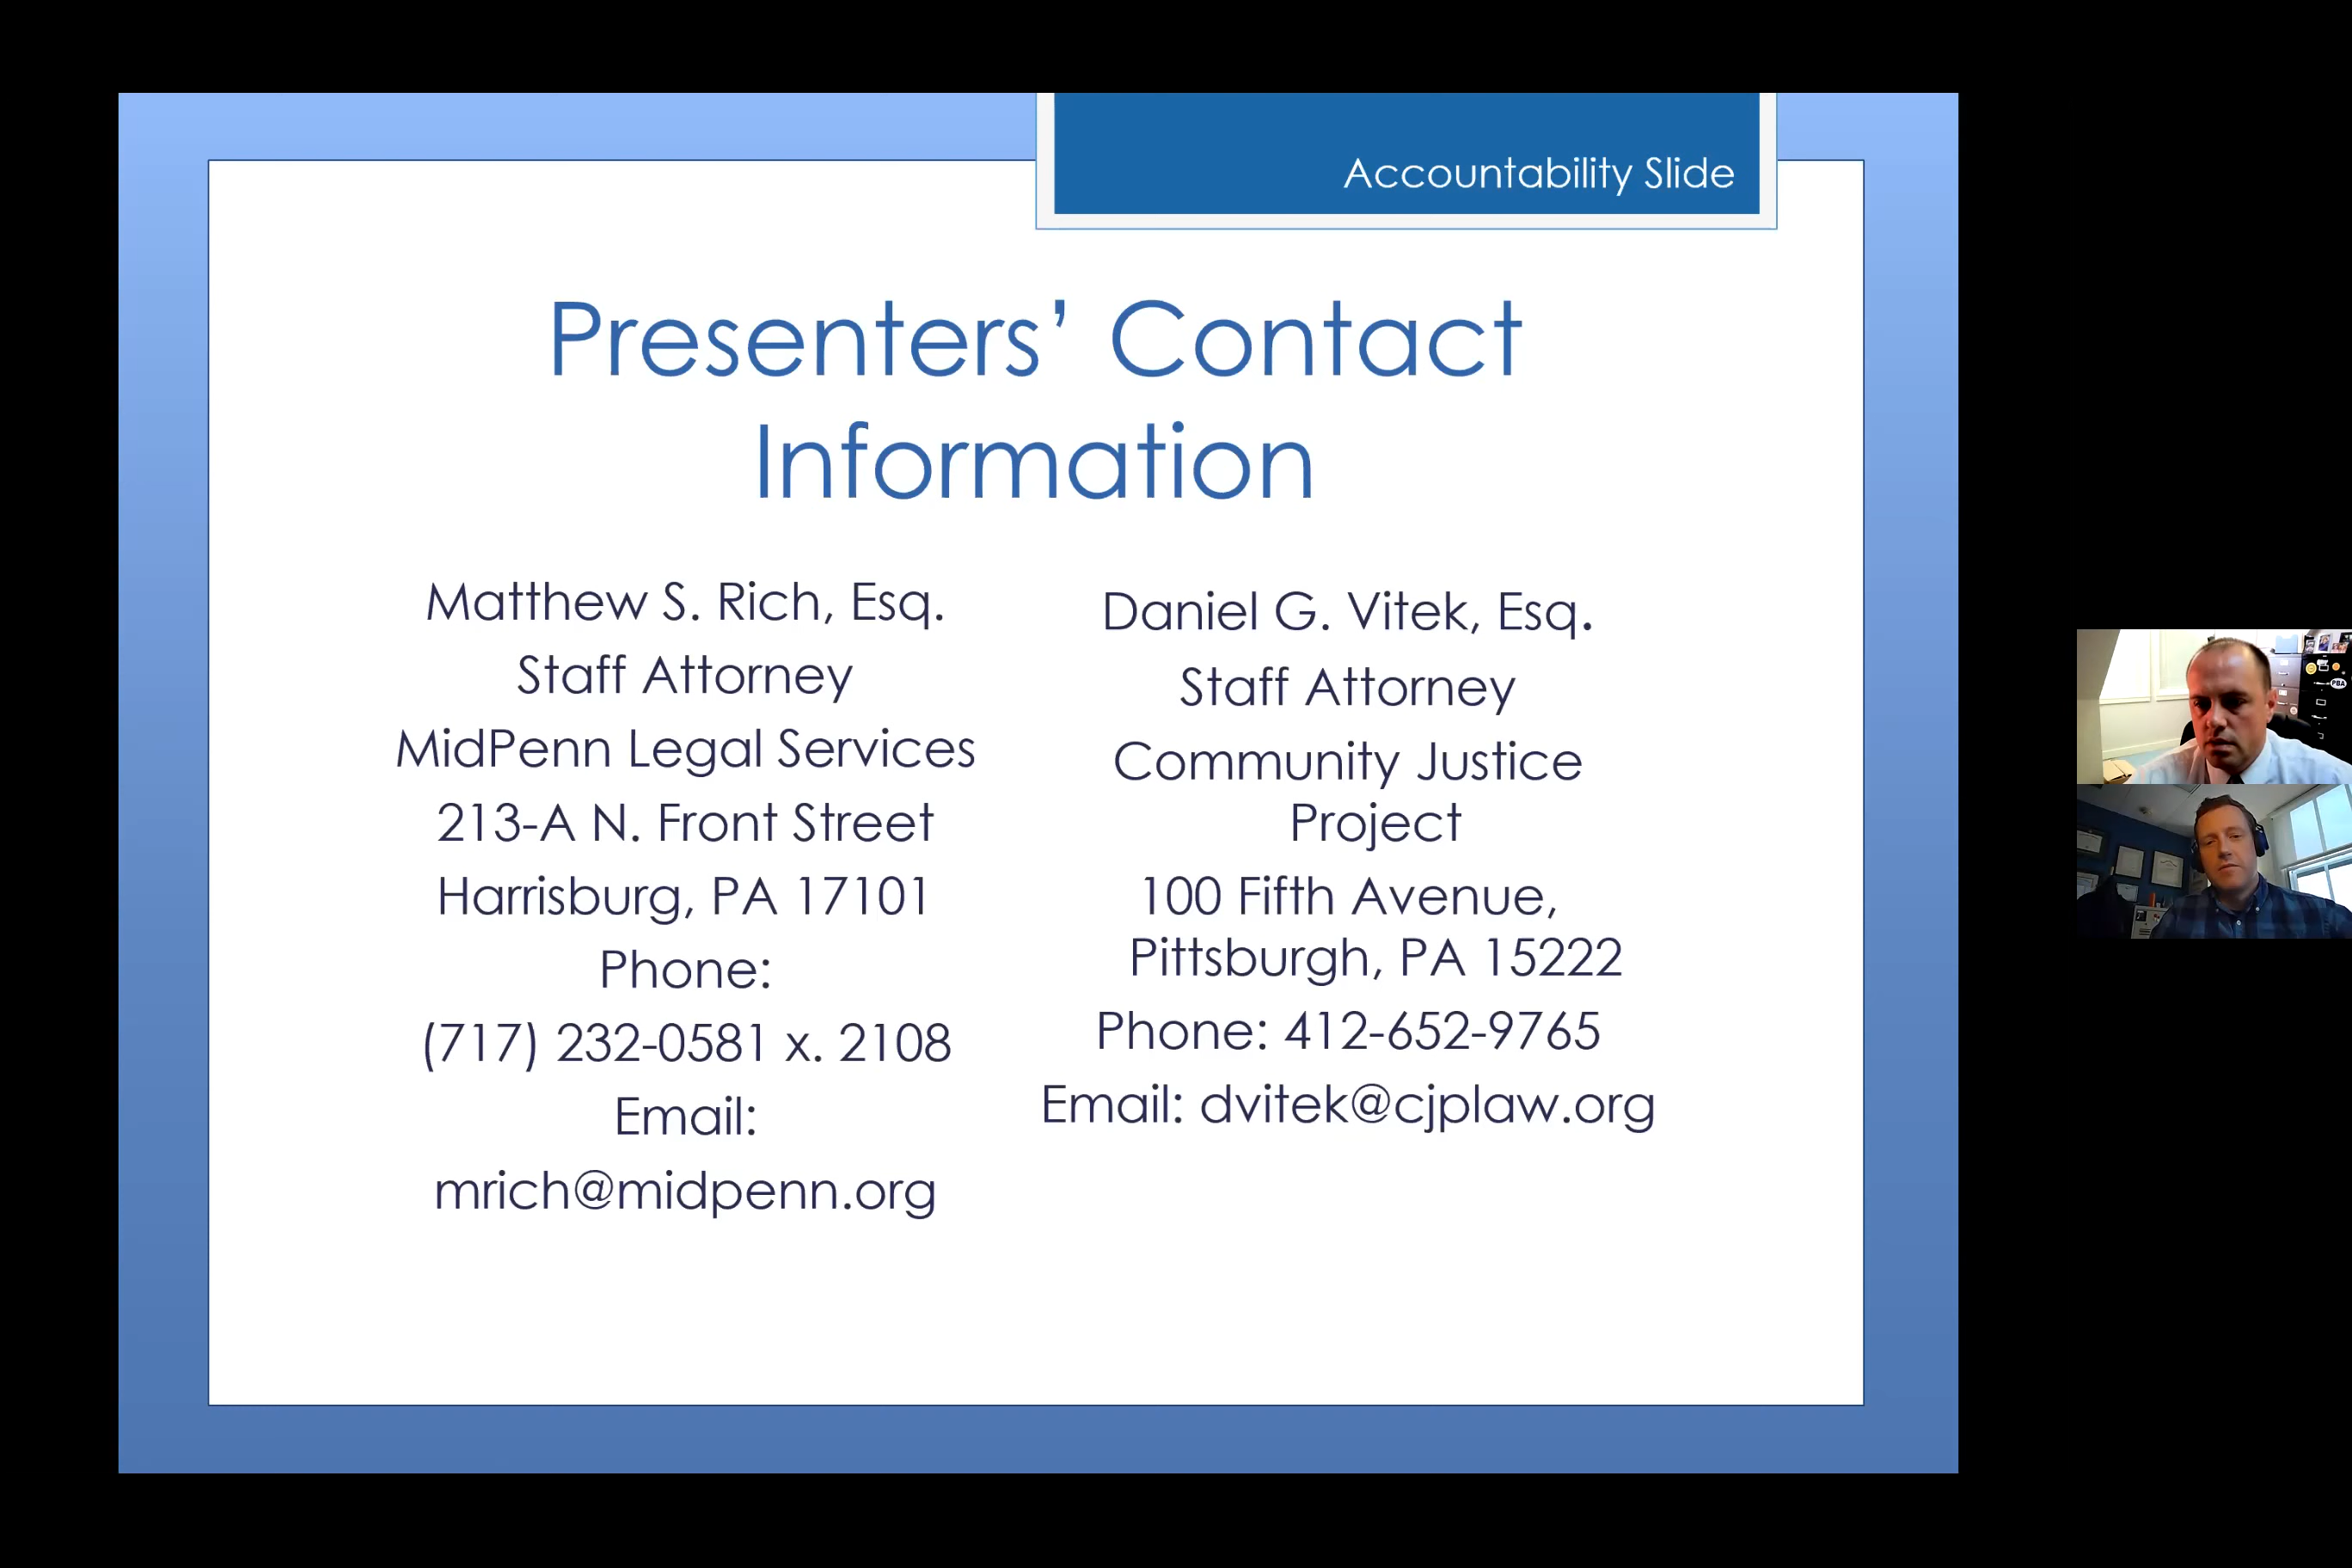 Accountability Slide
Presenters’ Contact
Information
Matthew S. Rich, Esq.
Staff Attorney
MidPenn Legal Services
213-A N. Front Street
Harrisburg, PA 17101
Phone:
(717) 232-0581 x. 2108
Email:
mrich@midpenn.org
Daniel G. Vitek, Esq.
Staff Attorney
Community Justice
Project
100 Fifth Avenue,
Pittsburgh, PA 15222
Phone: 412-652-9765
Email: dvitek@cjplaw.org
PBA